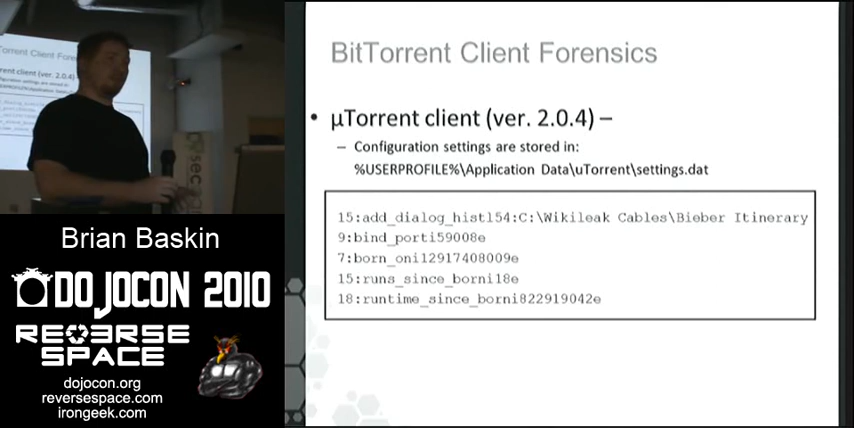 BitTorrent Client Forensics
• µTorrent client (ver. 2.0.4) –
– Configuration settings are stored in:
%USERPROFILE%\Application Data\uTorrent\settings.dat
15:add_dialog_histl54:C:\Wikileak Cables\Bieber Itinerary
9:bind_porti59008e
7:born_oni12917408009e
15:runs_since_borni18e
18:runtime_since_borni822919042e
Brian Baskin
DOJOCON 2010
REVERSE
SPACE
dojocon.org
reversespace.com
irongeek.com